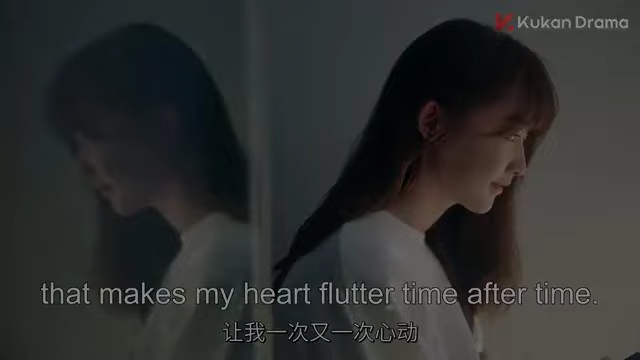 Kukan Drama
that makes my heart flutter time after time.
让我一次又一次心动